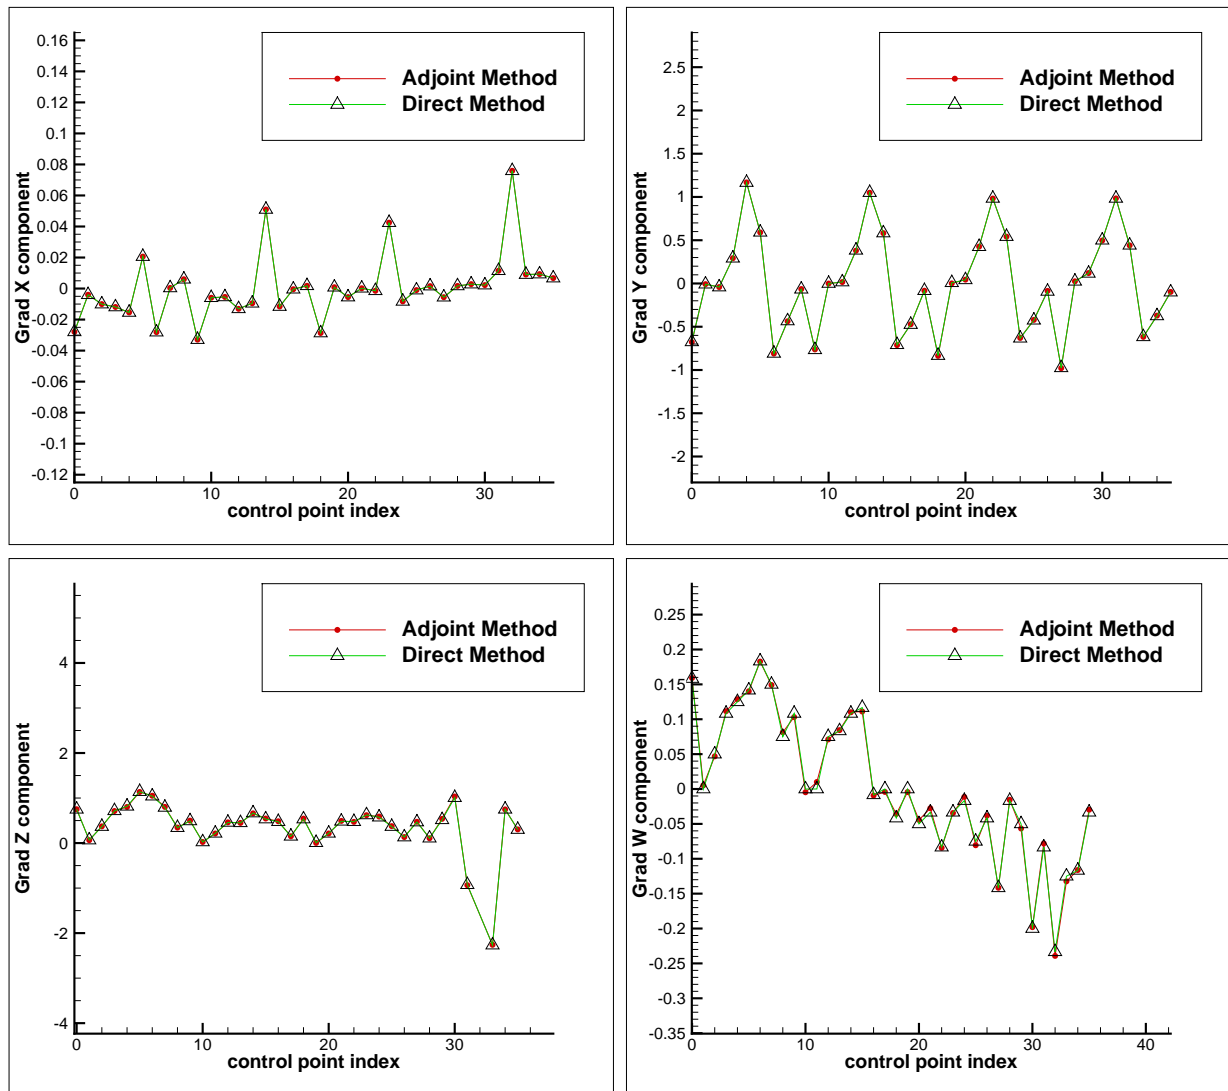 Adjoint Method
Direct Method
Grad X component
0.16
0.14
0.12
0.1
0.08
0.06
0.04
0.02
0
-0.02
-0.04
-0.06
-0.08
-0.1
-0.12
0 10 20 30
control point index
Adjoint Method
Direct Method
Grad Y component
2.5
2
1.5
1
0.5
0
-0.5
-1
-1.5
-2
0 10 20 30
control point index
Adjoint Method
Direct Method
Grad Z component
4
2
0
-2
-4
0 10 20 30
control point index
Adjoint Method
Direct Method
Grad W component
0.25
0.2
0.15
0.1
0.05
0
-0.05
-0.1
-0.15
-0.2
-0.25
-0.3
-0.35
0 10 20 30 40
control point index